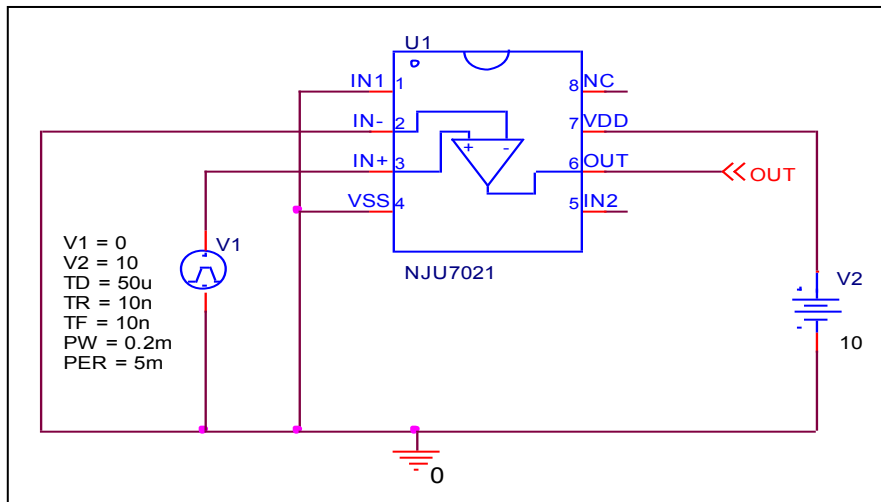 U1
IN1 1
IN- 2
IN+ 3
VSS 4
8 NC
7 VDD
6 OUT
5 IN2
+ -
OUT
NJU7021
V1
V1 = 0
V2 = 10
TD = 50u
TR = 10n
TF = 10n
PW = 0.2m
PER = 5m
V2
10
0